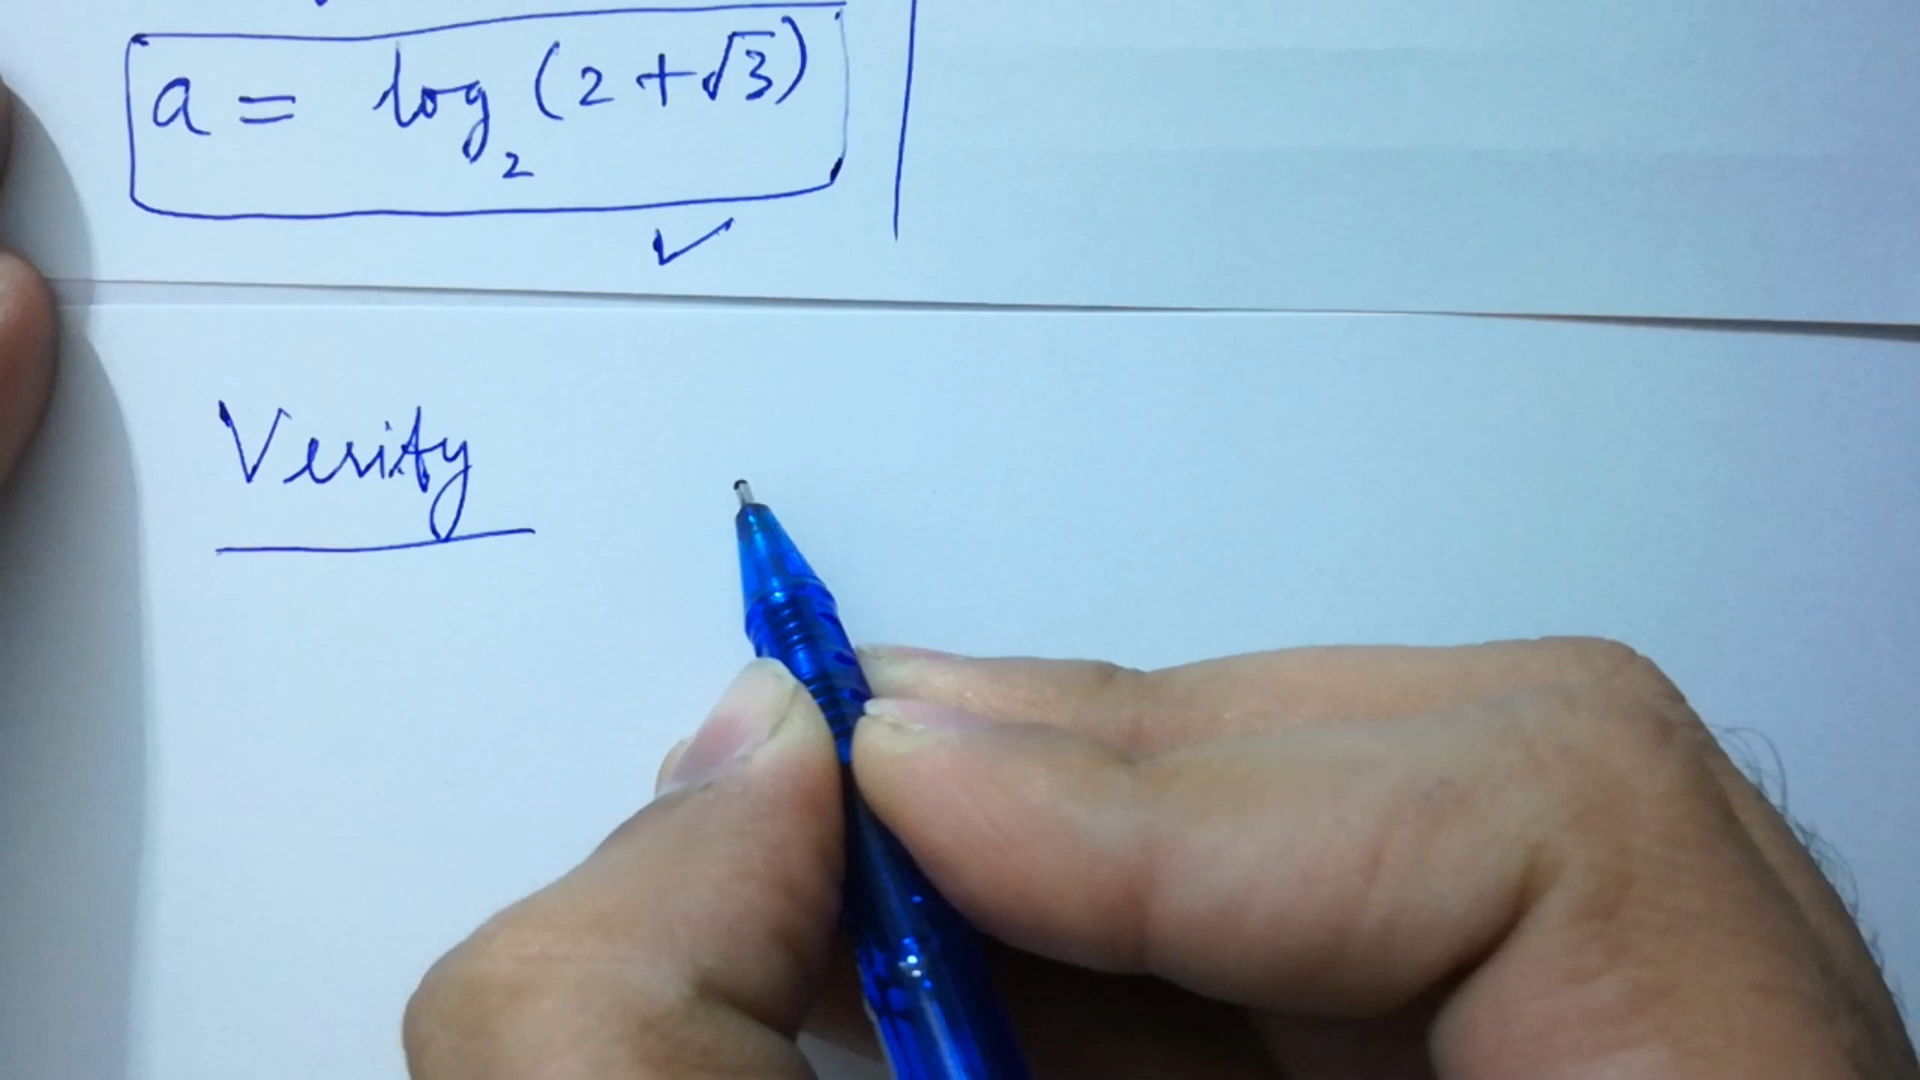 a = log₂ (2 + √3)
✓
Verify